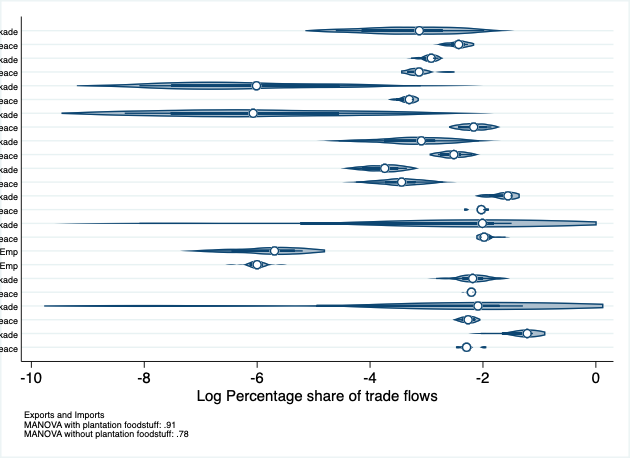 kade
eace
kade
eace
kade
eace
kade
eace
kade
eace
kade
eace
kade
eace
kade
eace
Emp
Emp
kade
eace
kade
eace
kade
eace
-10 -8 -6 -4 -2 0
Log Percentage share of trade flows
Exports and Imports
MANOVA with plantation foodstuff: .91
MANOVA without plantation foodstuff: .78